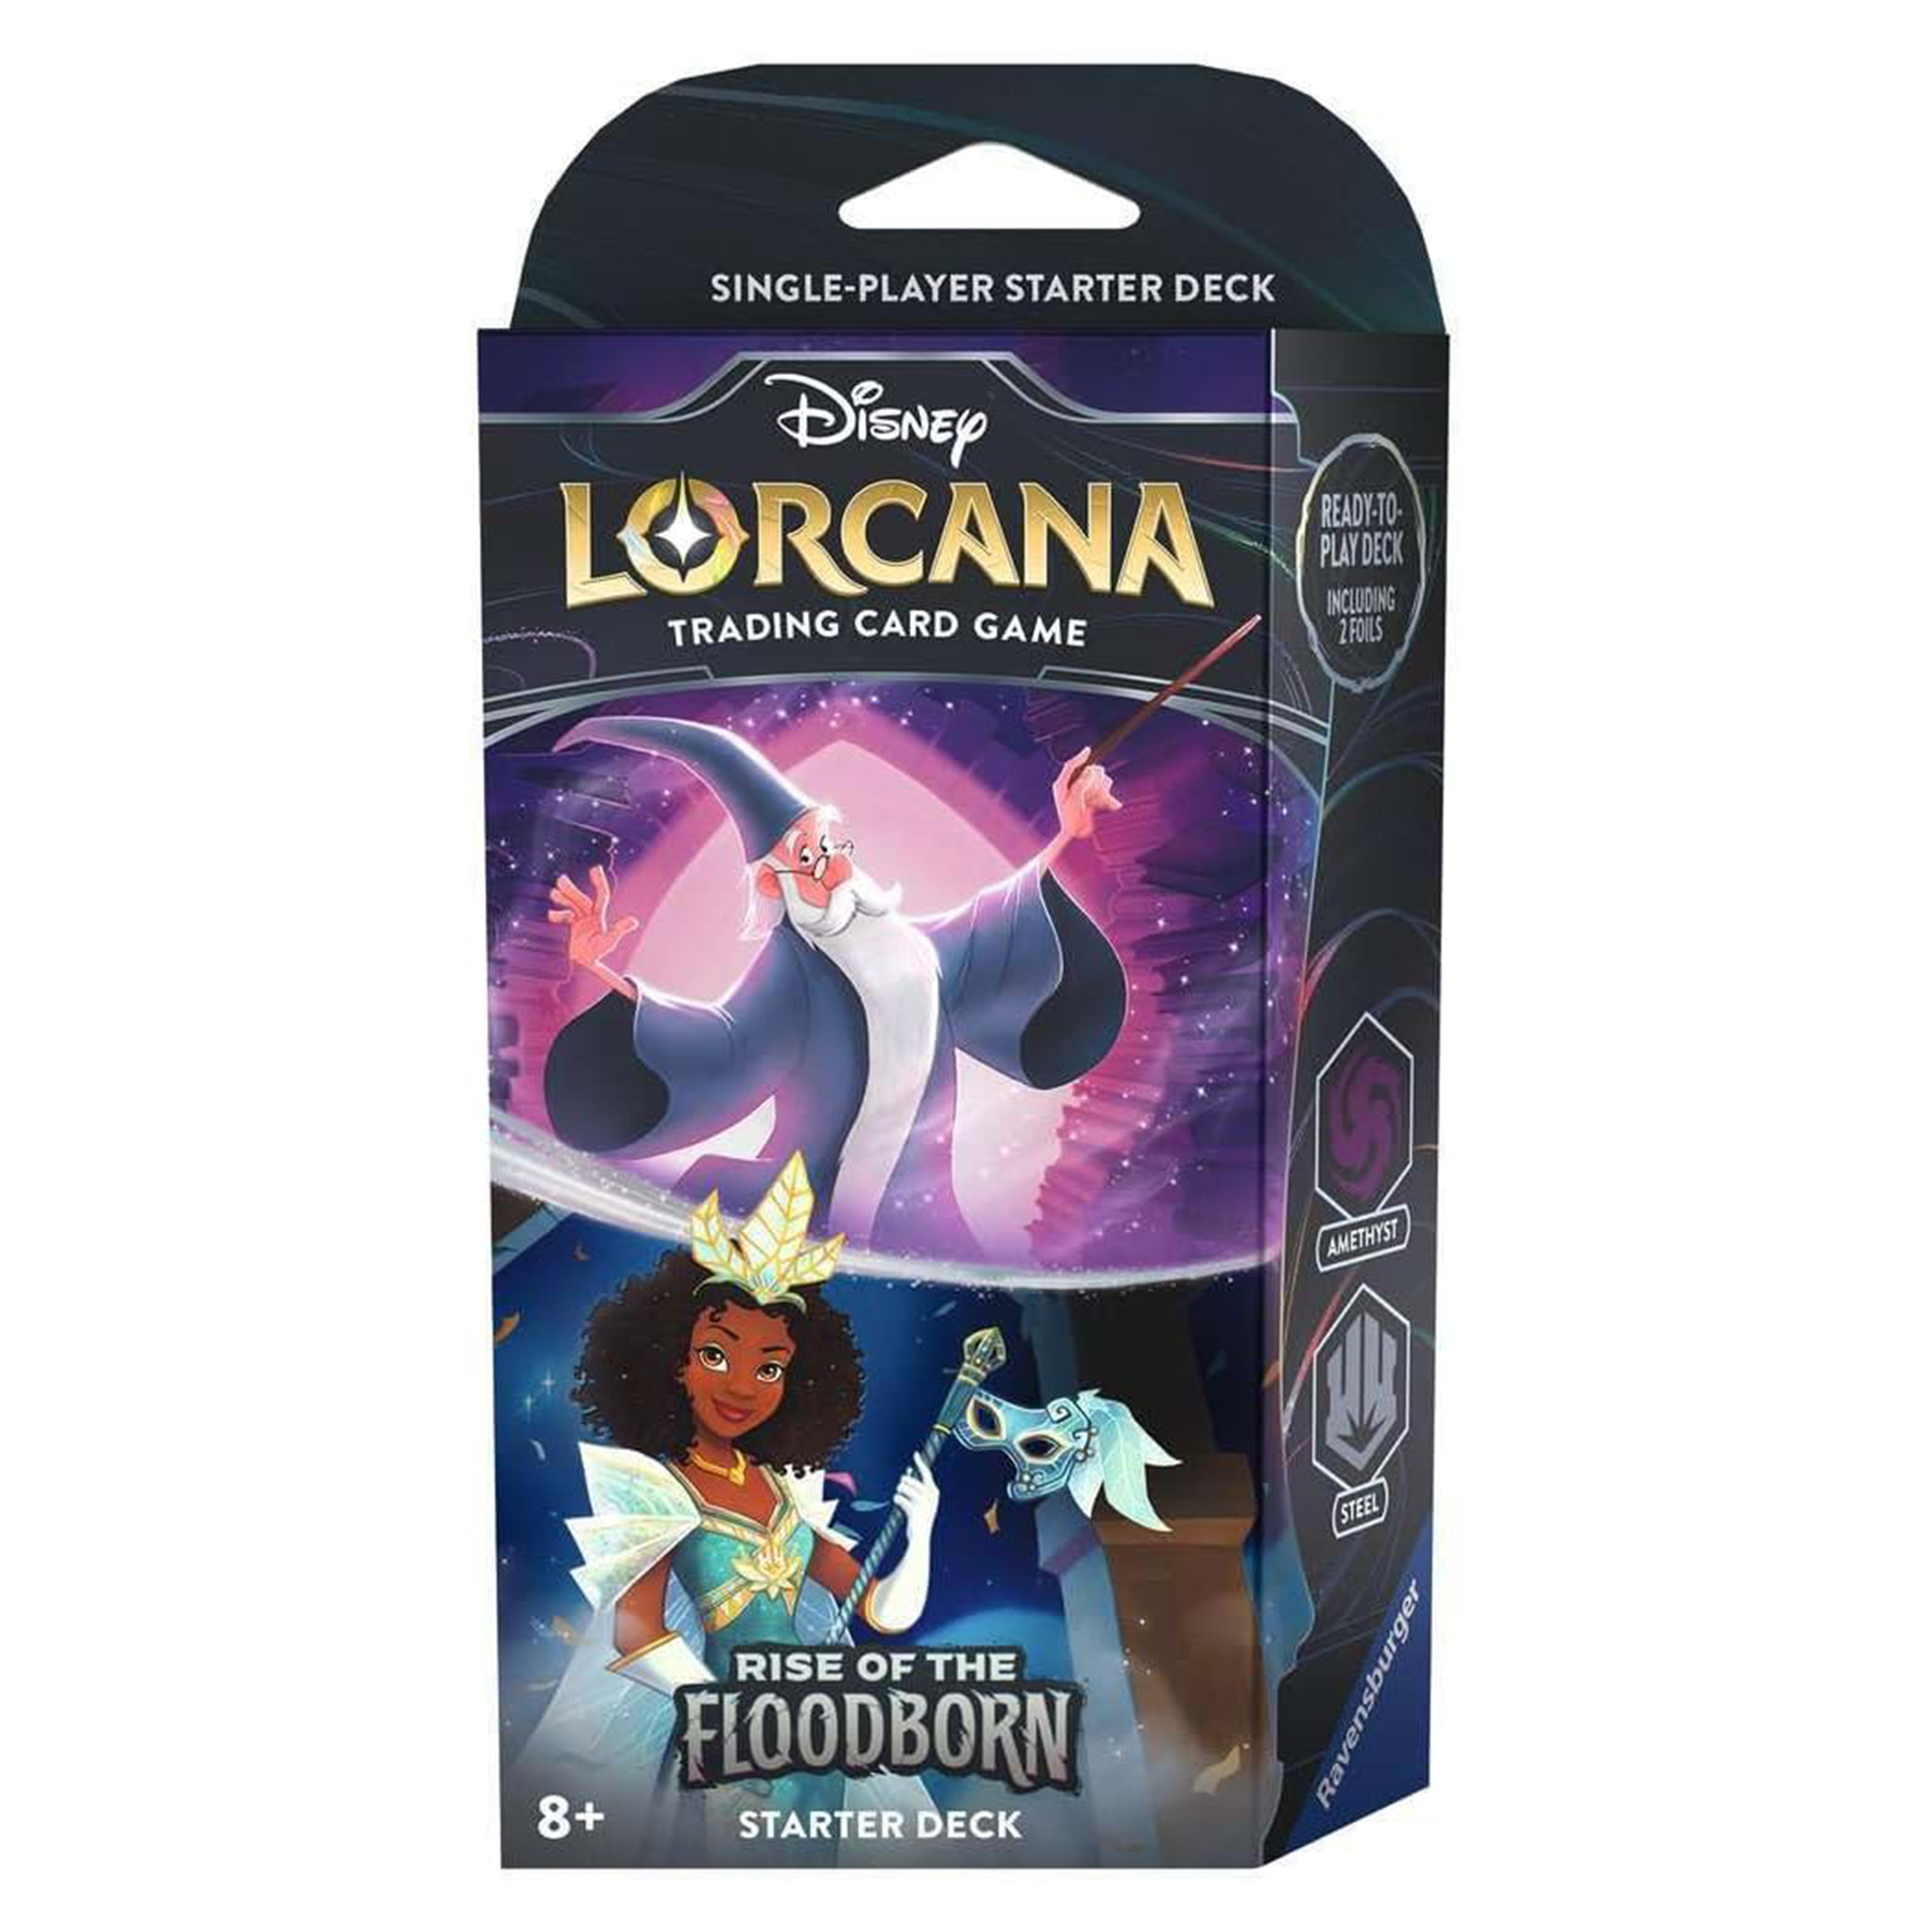 SINGLE-PLAYER STARTER DECK
Disney
LORCANA
TRADING CARD GAME
READY-TO-
PLAY DECK
INCLUDING
2 FOILS
AMETHYST
STEEL
Ravensburger
RISE OF THE
FLOODBORN
8+
STARTER DECK